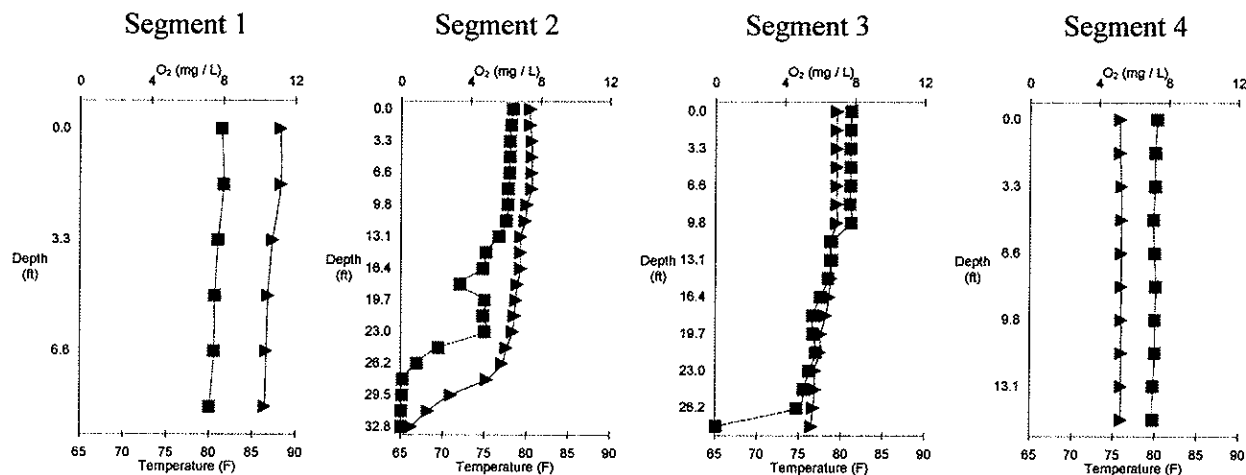 Segment 1
O₂ (mg / L)
0 4 8 12
0.0
3.3
Depth
(ft)
6.6
65 70 75 80 85 90
Temperature (F)
Segment 2
O₂ (mg / L)
0 4 8 12
0.0
3.3
6.6
9.8
13.1
Depth
(ft)
16.4
19.7
23.0
26.2
29.5
32.8
65 70 75 80 85 90
Temperature (F)
Segment 3
O₂ (mg / L)
0 4 8 12
0.0
3.3
6.6
9.8
Depth
(ft)
13.1
16.4
19.7
23.0
26.2
65 70 75 80 85 90
Temperature (F)
Segment 4
O₂ (mg / L)
0 4 8 12
0.0
3.3
Depth
(ft)
6.6
9.8
13.1
65 70 75 80 85 90
Temperature (F)